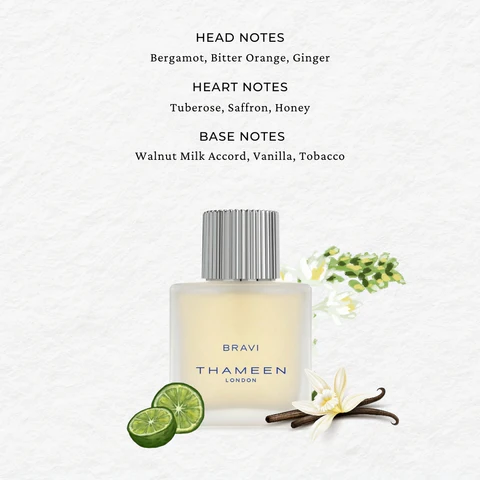 HEAD NOTES
Bergamot, Bitter Orange, Ginger
HEART NOTES
Tuberose, Saffron, Honey
BASE NOTES
Walnut Milk Accord, Vanilla, Tobacco
BRAVI
THAMEEN
LONDON